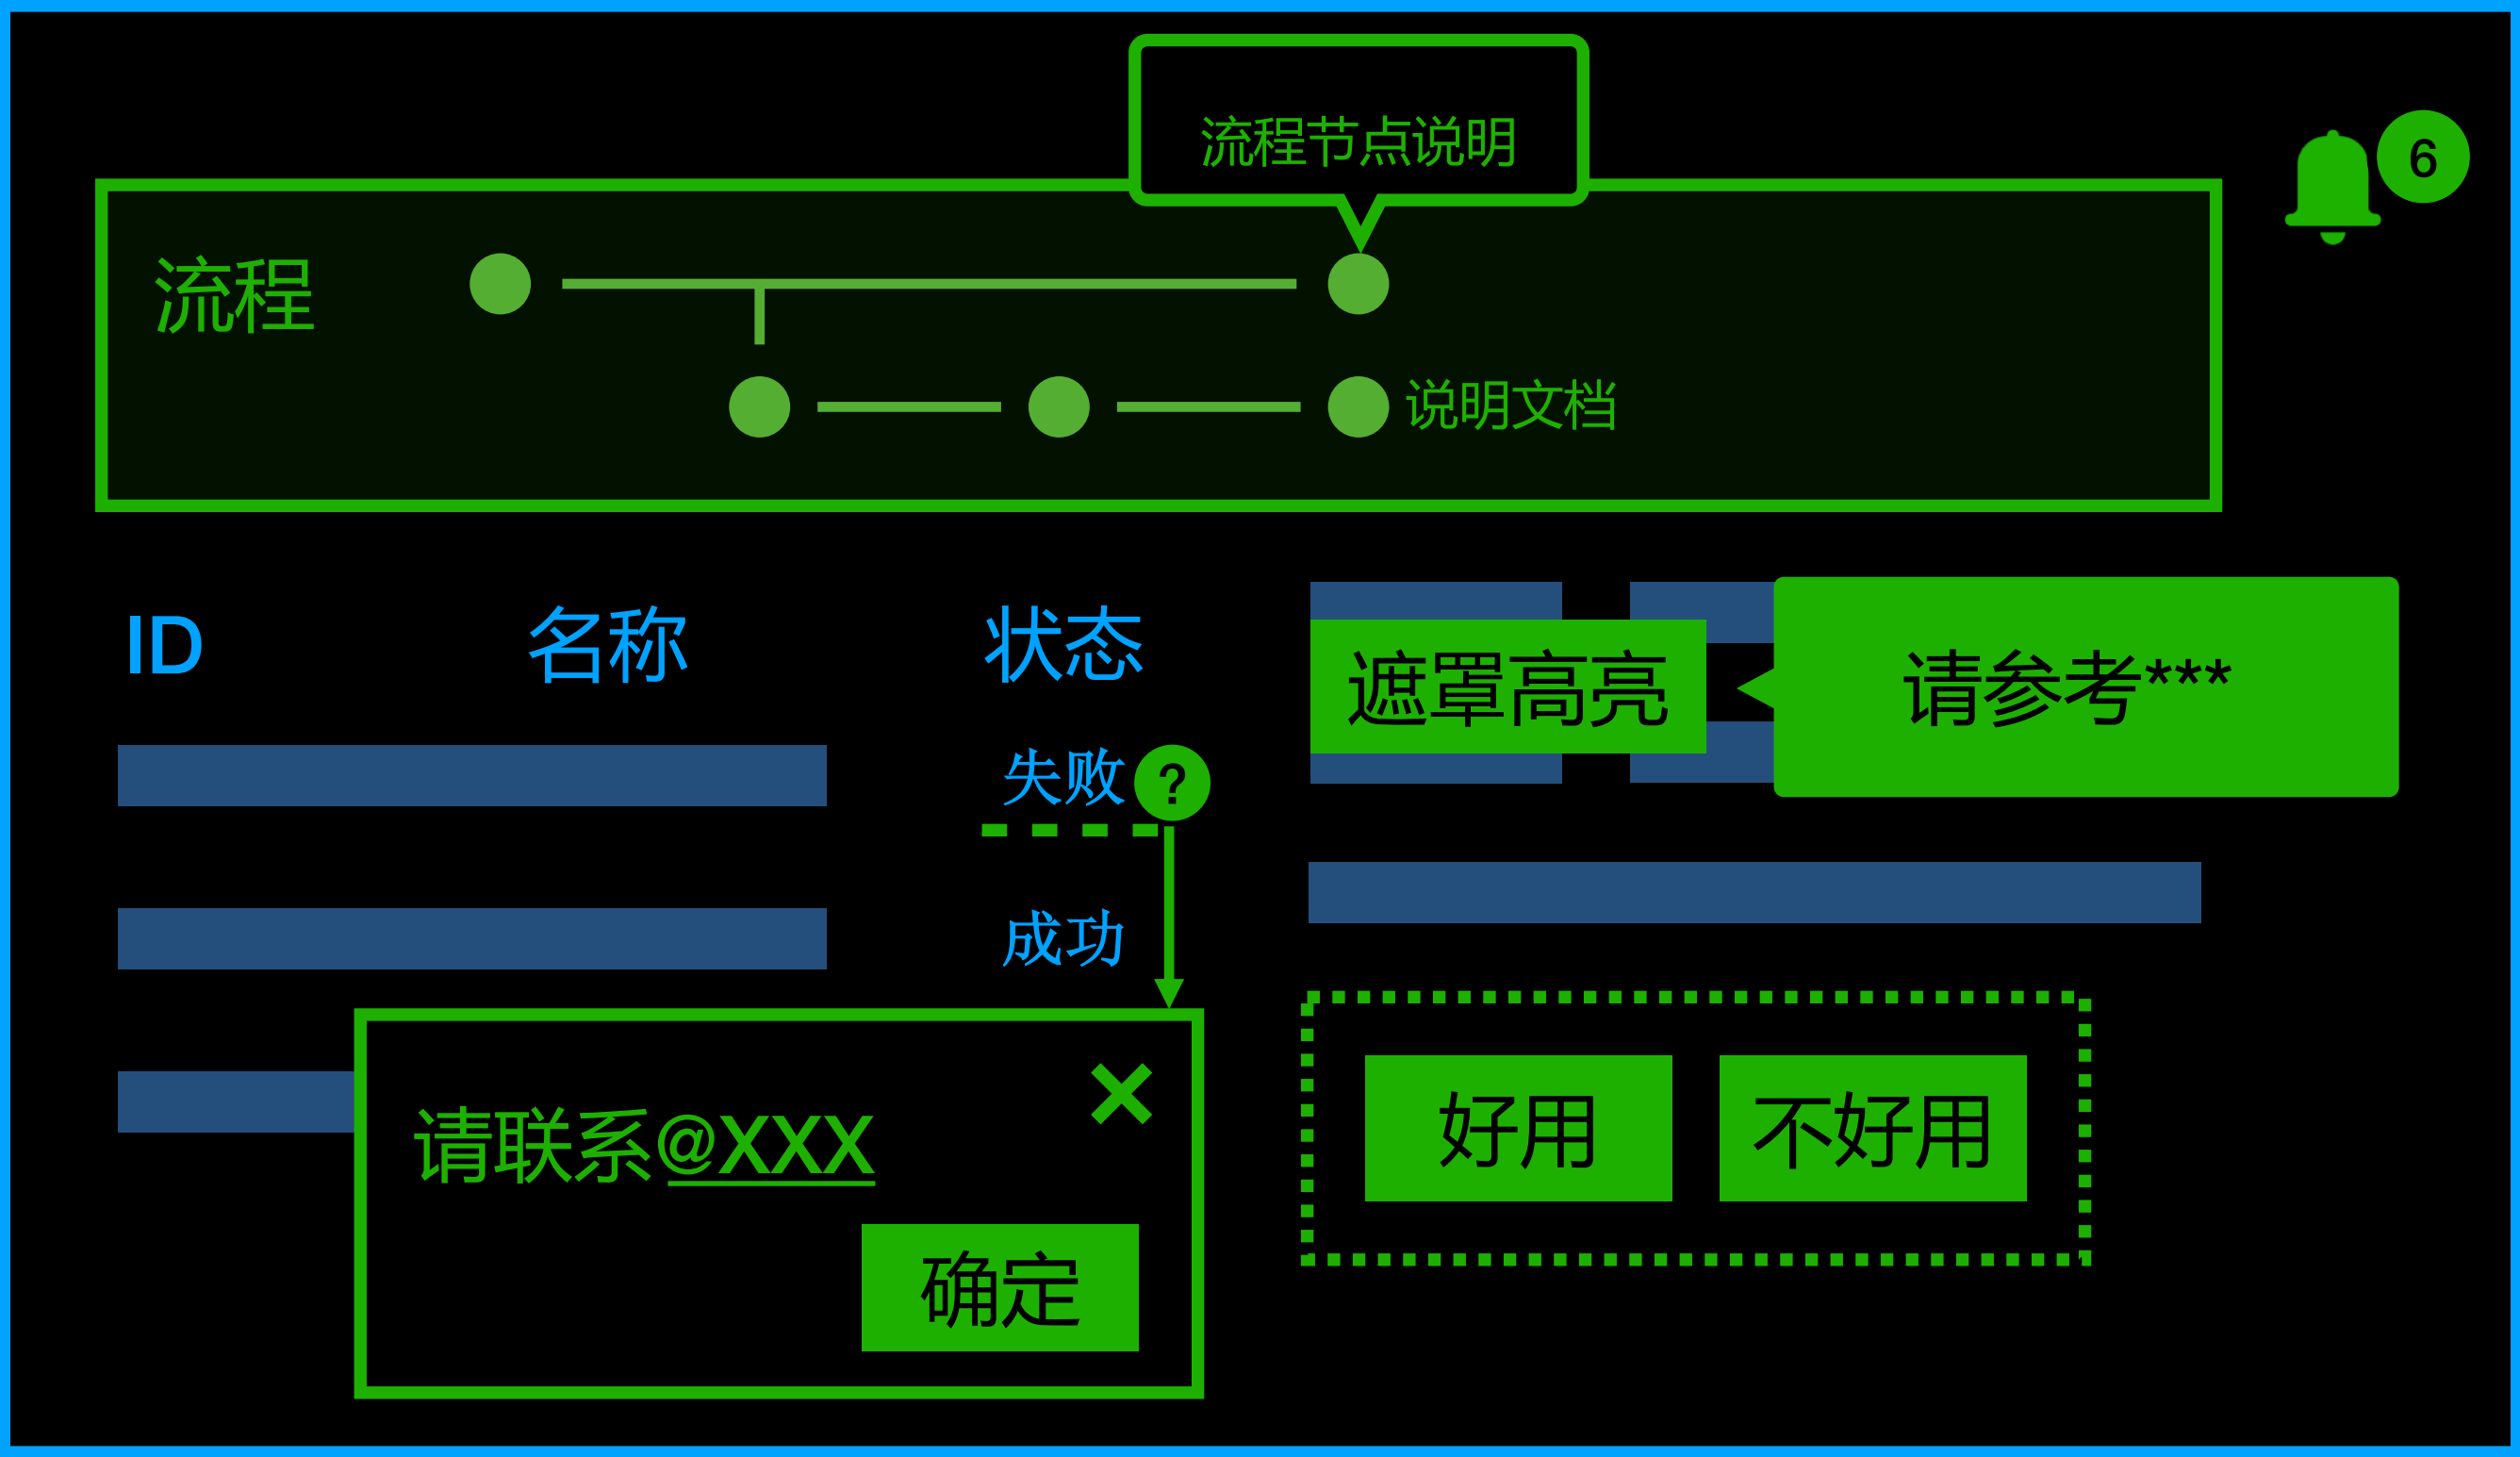 流程节点说明
6
流程
说明文档
ID
名称
状态
遮罩高亮
请参考***
失败
?
成功
请联系@XXX
好用
不好用
确定